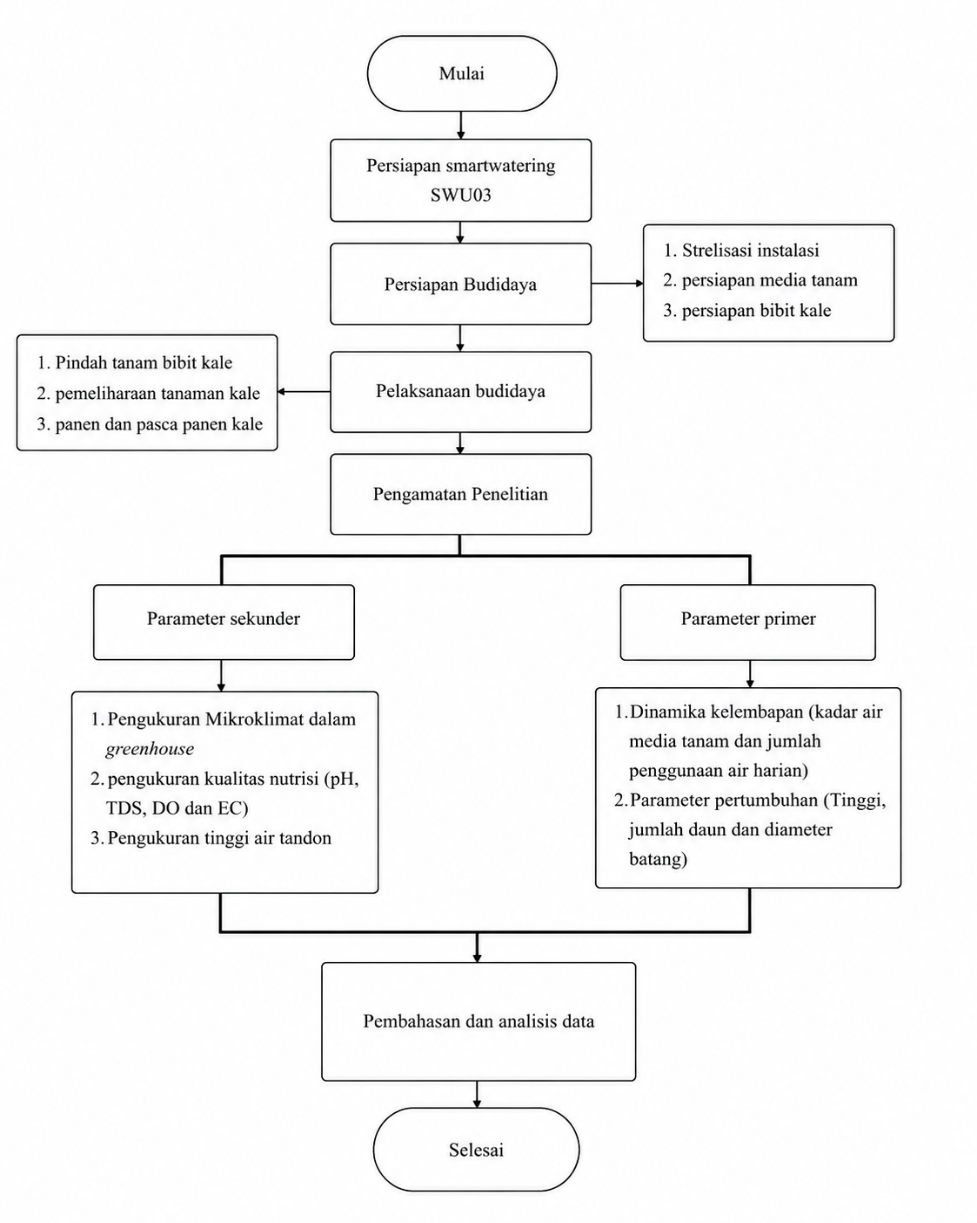 Mulai
Persiapan smartwatering
SWU03
Persiapan Budidaya
1. Strelisasi instalasi
2. persiapan media tanam
3. persiapan bibit kale
Pelaksanaan budidaya
1. Pindah tanam bibit kale
2. pemeliharaan tanaman kale
3. panen dan pasca panen kale
Pengamatan Penelitian
Parameter sekunder
1. Pengukuran Mikroklimat dalam
greenhouse
2. pengukuran kualitas nutrisi (pH,
TDS, DO dan EC)
3. Pengukuran tinggi air tandon
Parameter primer
1. Dinamika kelembapan (kadar air
media tanam dan jumlah
penggunaan air harian)
2. Parameter pertumbuhan (Tinggi,
jumlah daun dan diameter
batang)
Pembahasan dan analisis data
Selesai